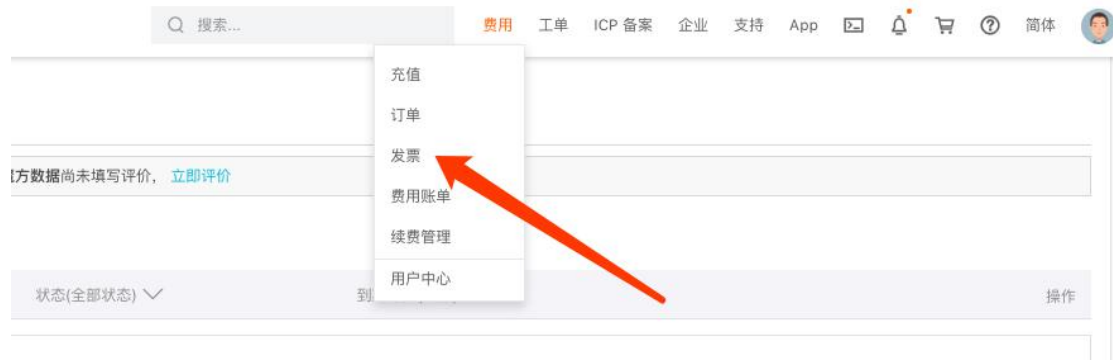 搜索...
费用 工单 ICP 备案 企业 支持 App 简体
充值
订单
发票
方数据尚未填写评价， 立即评价
费用账单
续费管理
用户中心
状态(全部状态) 到
操作